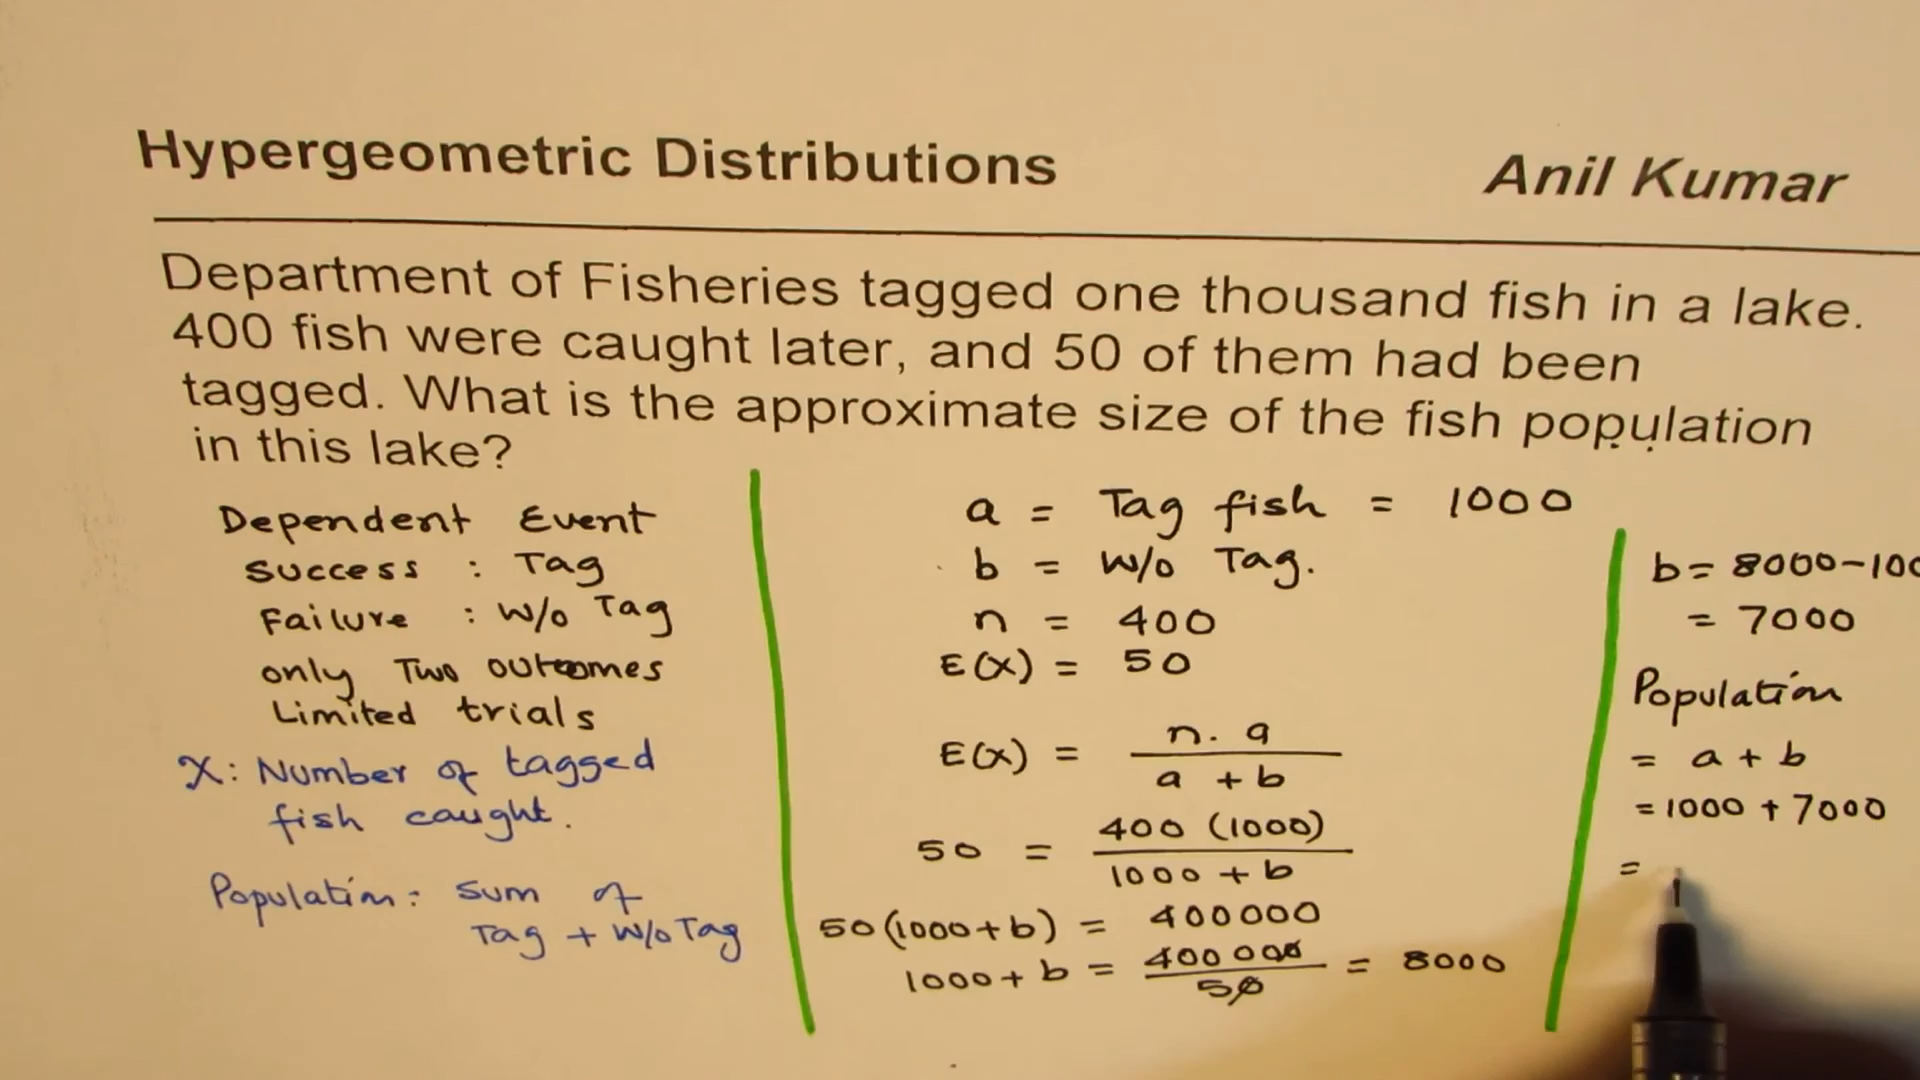 Hypergeometric Distributions
Anil Kumar
Department of Fisheries tagged one thousand fish in a lake.
400 fish were caught later, and 50 of them had been
tagged. What is the approximate size of the fish population
in this lake?
Dependent Event
Success : Tag
Failure : w/o Tag
only Two outcomes
Limited trials
X: Number of tagged
fish caught.
Population: Sum of
Tag + w/o Tag
a = Tag fish = 1000
b = w/o Tag.
n = 400
E(x) = 50
E(x) = n. a / a + b
50 = 400 (1000) / 1000 + b
50(1000+b) = 400000
1000 + b = 400000 / 50 = 8000
b = 8000-100
= 7000
Population
= a + b
= 1000 + 7000
=